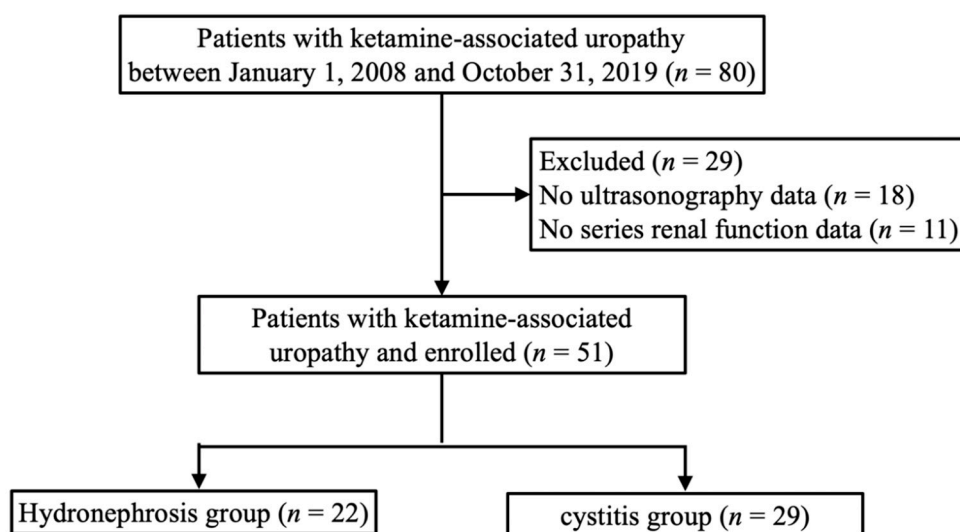 Patients with ketamine-associated uropathy
between January 1, 2008 and October 31, 2019 (n = 80)
Excluded (n = 29)
No ultrasonography data (n = 18)
No series renal function data (n = 11)
Patients with ketamine-associated
uropathy and enrolled (n = 51)
Hydronephrosis group (n = 22)
cystitis group (n = 29)